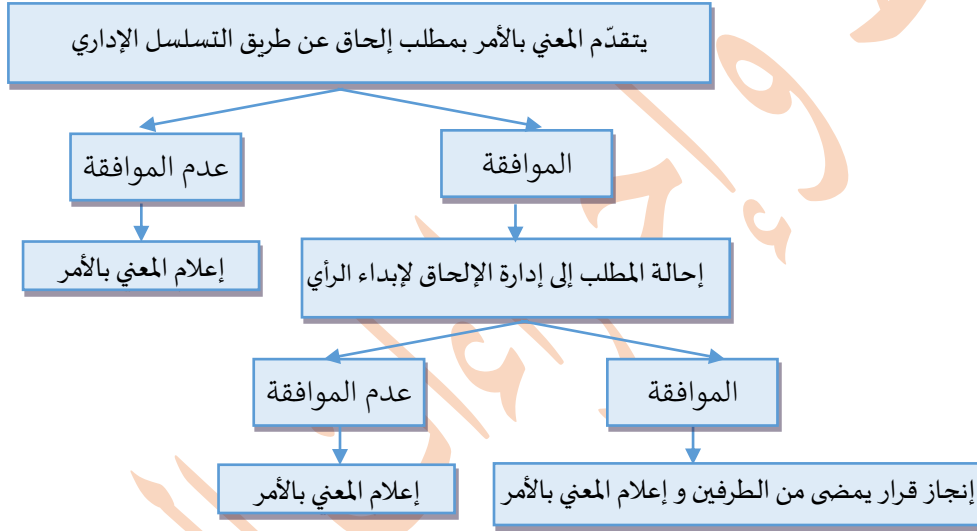 يتقدّم المعني بالأمر بمطلب إلحاق عن طريق التسلسل الإداري
الموافقة
عدم الموافقة
إعلام المعني بالأمر
إحالة المطلب إلى إدارة الإلحاق لإبداء الرأي
الموافقة
عدم الموافقة
إنجاز قرار يمضى من الطرفين و إعلام المعني بالأمر
إعلام المعني بالأمر